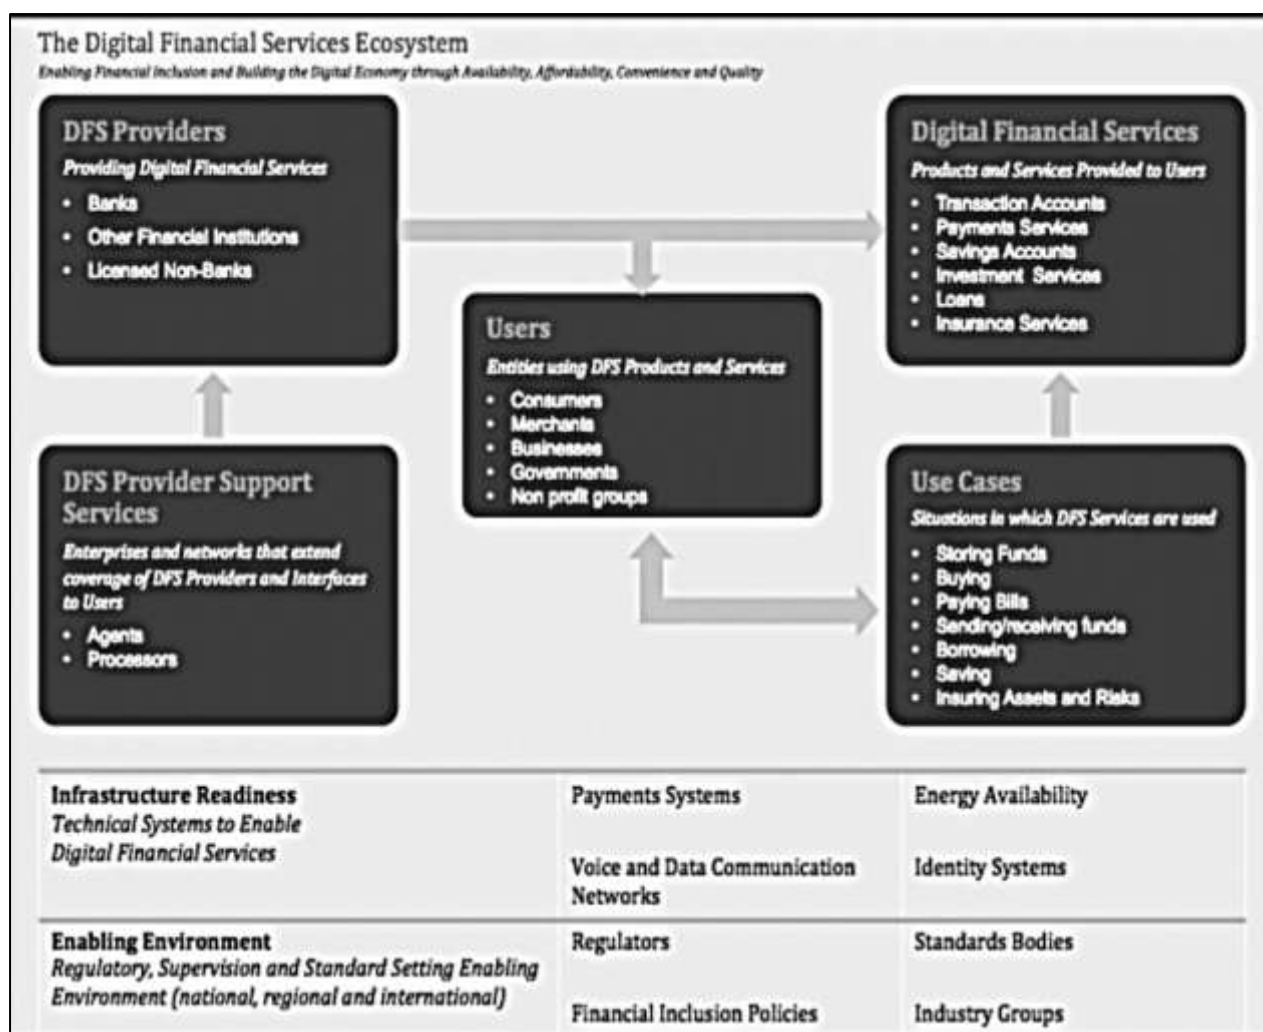 The Digital Financial Services Ecosystem
Enabling Financial Inclusion and Building the Digital Economy through Availability, Affordability, Convenience and Quality
DFS Providers
Providing Digital Financial Services
• Banks
• Other Financial Institutions
• Licensed Non-Banks
Digital Financial Services
Products and Services Provided to Users
• Transaction Accounts
• Payments Services
• Savings Accounts
• Investment Services
• Loans
• Insurance Services
Users
Entities using DFS Products and Services
• Consumers
• Merchants
• Businesses
• Governments
• Non profit groups
DFS Provider Support
Services
Enterprises and networks that extend
coverage of DFS Providers and Interfaces
to Users
• Agents
• Processors
Use Cases
Situations in which DFS Services are used
• Storing Funds
• Buying
• Paying Bills
• Sending/receiving funds
• Borrowing
• Saving
• Insuring Assets and Risks
Infrastructure Readiness
Technical Systems to Enable
Digital Financial Services
Payments Systems
Energy Availability
Voice and Data Communication
Networks
Identity Systems
Enabling Environment
Regulatory, Supervision and Standard Setting Enabling
Environment (national, regional and international)
Regulators
Standards Bodies
Financial Inclusion Policies
Industry Groups